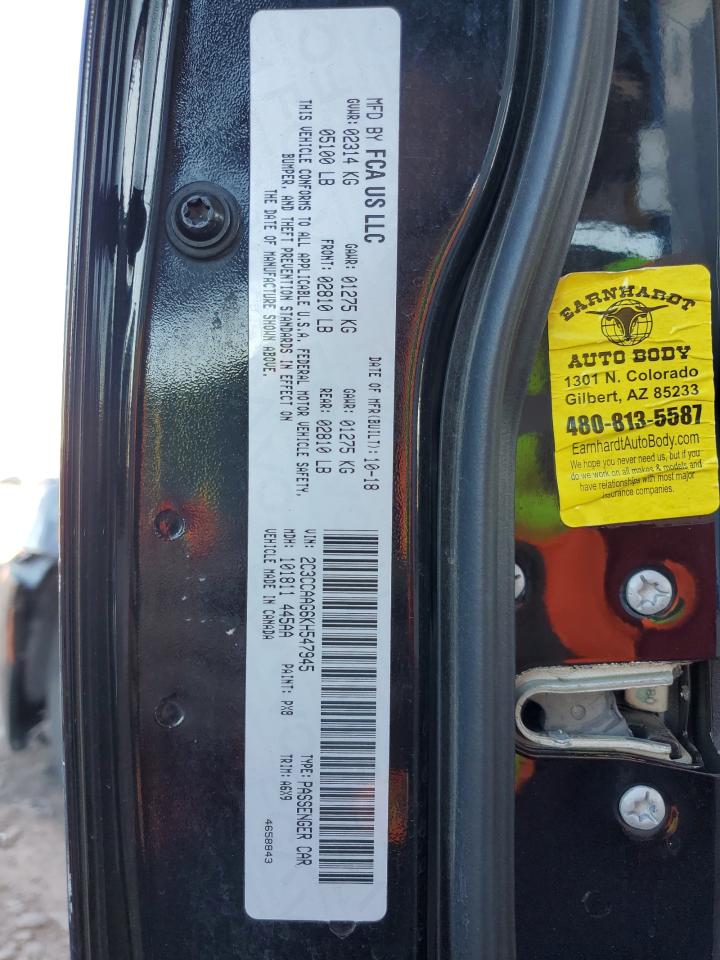 MFD BY FCA US LLC
DATE OF MFR(BUILT): 10-18
GVWR: 02314 KG
GAWR: 01275 KG
GAWR: 01275 KG
05100 LB
FRONT: 02810 LB
REAR: 02810 LB
THIS VEHICLE CONFORMS TO ALL APPLICABLE U.S.A. FEDERAL MOTOR VEHICLE SAFETY,
BUMPER, AND THEFT PREVENTION STANDARDS IN EFFECT ON
THE DATE OF MANUFACTURE SHOWN ABOVE.
VIN: 2C3CCAAG6KH547945
TYPE: PASSENGER CAR
MDH: 101811 445AA
PAINT: PX8
TRIM: A6X9
VEHICLE MADE IN CANADA
4658843
EARNHARDT
AUTO BODY
1301 N. Colorado
Gilbert, AZ 85233
480-813-5587
EarnhardtAutoBody.com
We hope you never need us, but if you
do we work on all makes & models and
have relationships with most major
insurance companies.